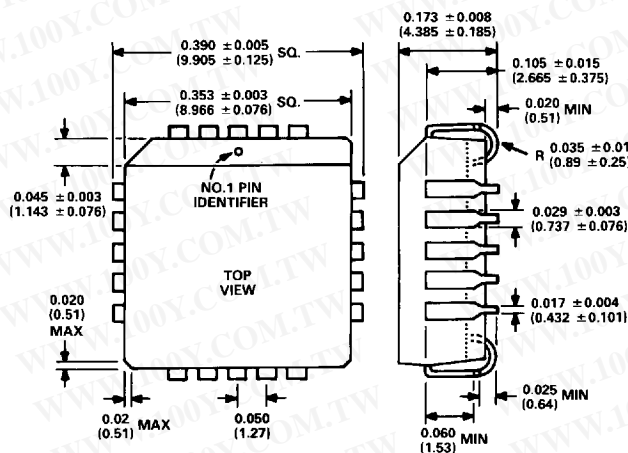 0.173 ±0.008
(4.385 ±0.185)
0.390 ±0.005
(9.905 ±0.125) SQ.
0.105 ±0.015
(2.665 ±0.375)
0.353 ±0.003
(8.966 ±0.076) SQ.
0.020
(0.51) MIN
R 0.035 ±0.01
(0.89 ±0.25)
0.045 ±0.003
(1.143 ±0.076)
NO.1 PIN
IDENTIFIER
0.029 ±0.003
(0.737 ±0.076)
TOP
VIEW
0.020
(0.51)
MAX
0.017 ±0.004
(0.432 ±0.101)
0.025
(0.64) MIN
0.02
(0.51) MAX
0.050
(1.27)
0.060
(1.53) MIN
WWW.100Y.COM.TW